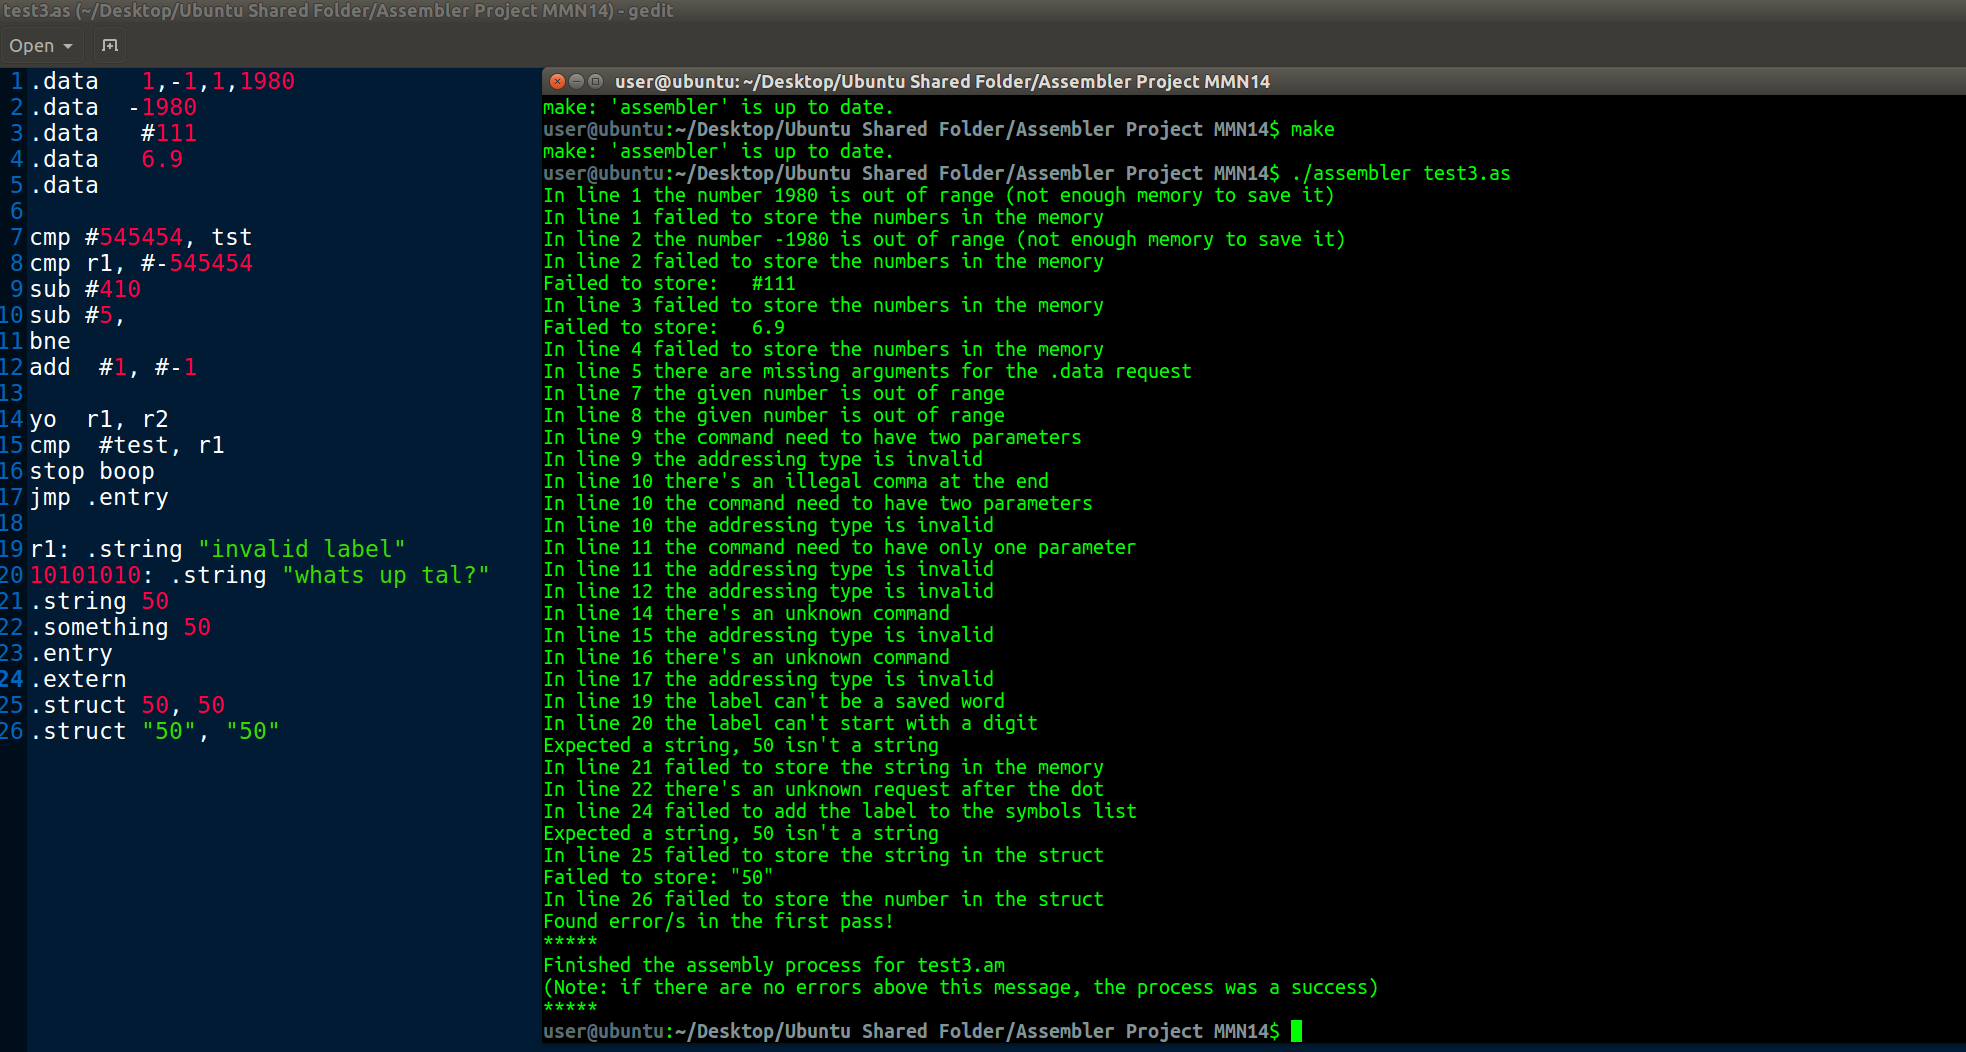 test3.as (~/Desktop/Ubuntu Shared Folder/Assembler Project MMN14) - gedit
Open
1 .data   1,-1,1,1980
2 .data  -1980
3 .data   #111
4 .data   6.9
5 .data
6
7 cmp #545454, tst
8 cmp r1, #-545454
9 sub #410
10 sub #5,
11 bne
12 add  #1, #-1
13
14 yo  r1, r2
15 cmp  #test, r1
16 stop boop
17 jmp .entry
18
19 r1: .string "invalid label"
20 10101010: .string "whats up tal?"
21 .string 50
22 .something 50
23 .entry
24 .extern
25 .struct 50, 50
26 .struct "50", "50"
user@ubuntu: ~/Desktop/Ubuntu Shared Folder/Assembler Project MMN14
make: 'assembler' is up to date.
user@ubuntu:~/Desktop/Ubuntu Shared Folder/Assembler Project MMN14$ make
make: 'assembler' is up to date.
user@ubuntu:~/Desktop/Ubuntu Shared Folder/Assembler Project MMN14$ ./assembler test3.as
In line 1 the number 1980 is out of range (not enough memory to save it)
In line 1 failed to store the numbers in the memory
In line 2 the number -1980 is out of range (not enough memory to save it)
In line 2 failed to store the numbers in the memory
Failed to store:   #111
In line 3 failed to store the numbers in the memory
Failed to store:   6.9
In line 4 failed to store the numbers in the memory
In line 5 there are missing arguments for the .data request
In line 7 the given number is out of range
In line 8 the given number is out of range
In line 9 the command need to have two parameters
In line 9 the addressing type is invalid
In line 10 there's an illegal comma at the end
In line 10 the command need to have two parameters
In line 10 the addressing type is invalid
In line 11 the command need to have only one parameter
In line 11 the addressing type is invalid
In line 12 the addressing type is invalid
In line 14 there's an unknown command
In line 15 the addressing type is invalid
In line 16 there's an unknown command
In line 17 the addressing type is invalid
In line 19 the label can't be a saved word
In line 20 the label can't start with a digit
Expected a string, 50 isn't a string
In line 21 failed to store the string in the memory
In line 22 there's an unknown request after the dot
In line 24 failed to add the label to the symbols list
Expected a string, 50 isn't a string
In line 25 failed to store the string in the struct
Failed to store: "50"
In line 26 failed to store the number in the struct
Found error/s in the first pass!
*****
Finished the assembly process for test3.am
(Note: if there are no errors above this message, the process was a success)
*****
user@ubuntu:~/Desktop/Ubuntu Shared Folder/Assembler Project MMN14$